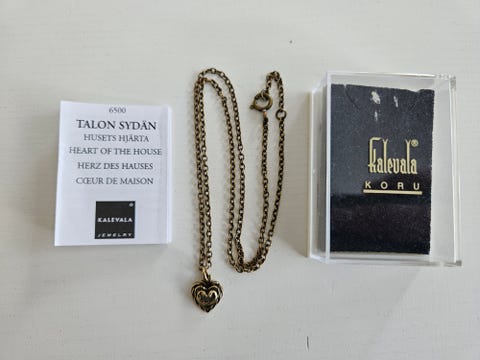 6500
TALON SYDÄN
HUSETS HJÄRTA
HEART OF THE HOUSE
HERZ DES HAUSES
CŒUR DE MAISON
®
KALEVALA
JEWELRY
Kalevala®
KORU